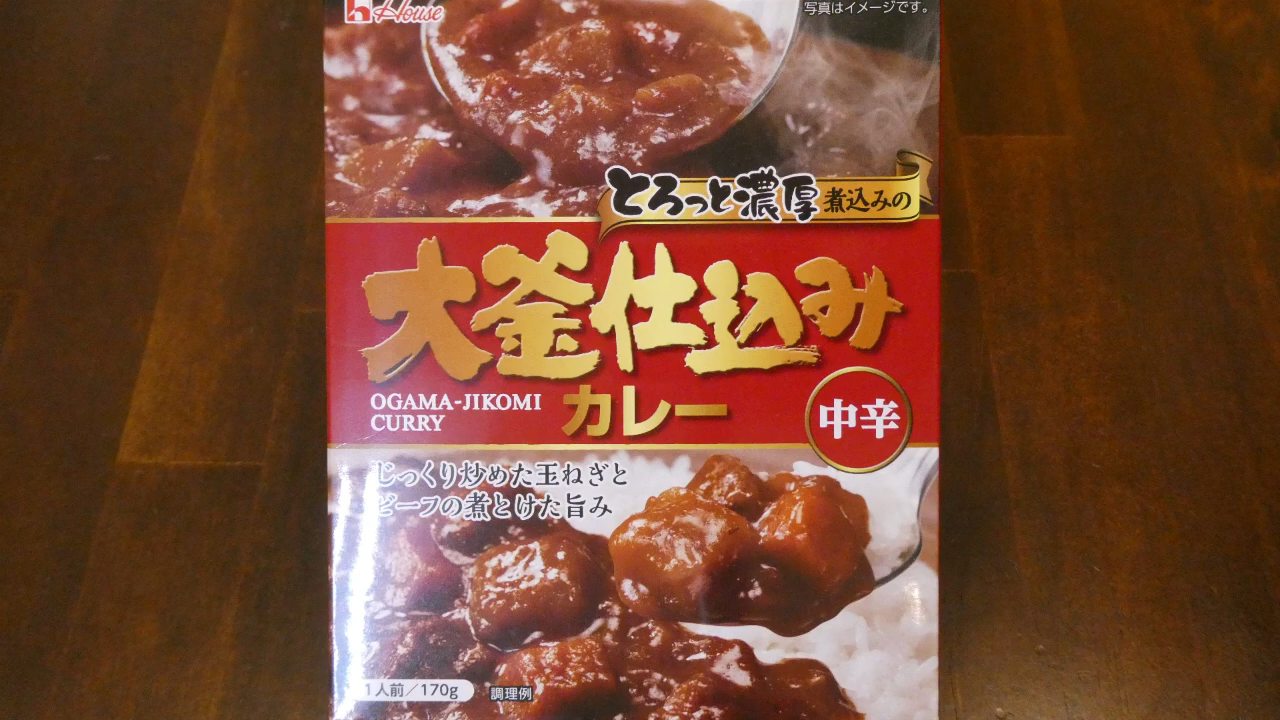 House
写真はイメージです。
とろっと濃厚煮込みの
大釜仕込み
OGAMA-JIKOMI
CURRY
カレー
中辛
じっくり炒めた玉ねぎと
ビーフの煮とけた旨み
1人前／170g
調理例